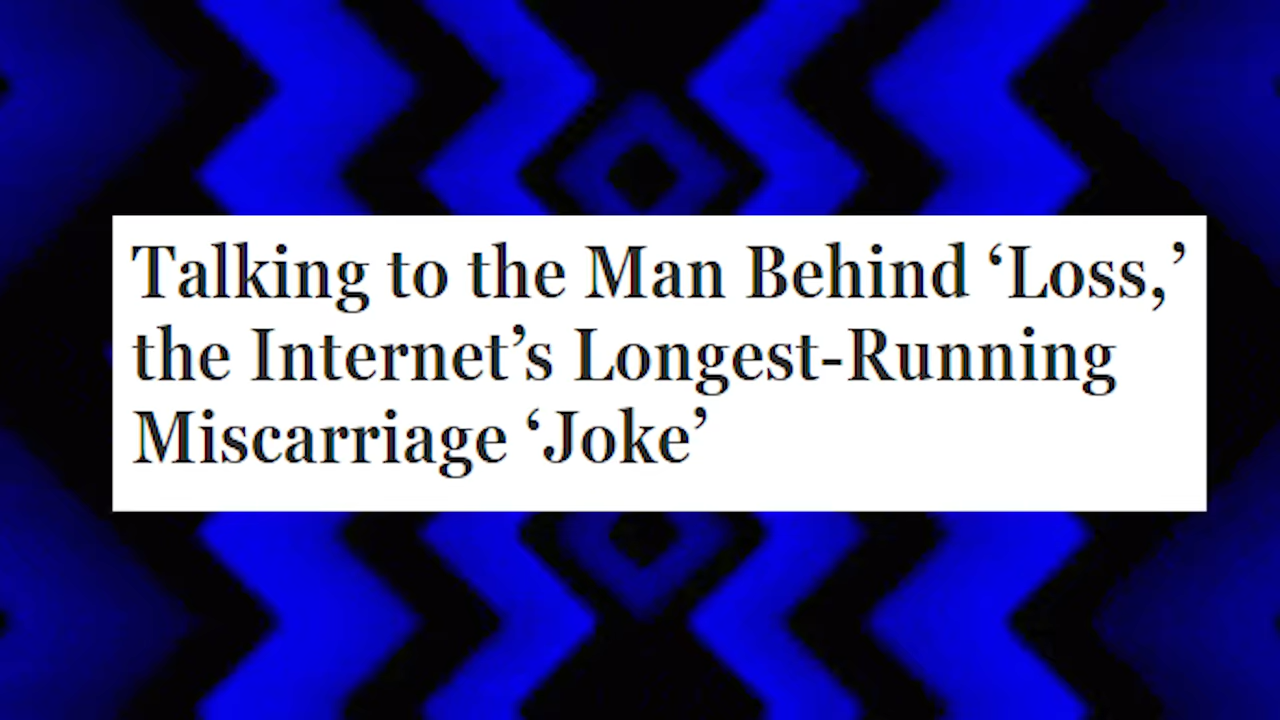 Talking to the Man Behind ‘Loss,’
the Internet’s Longest-Running
Miscarriage ‘Joke’